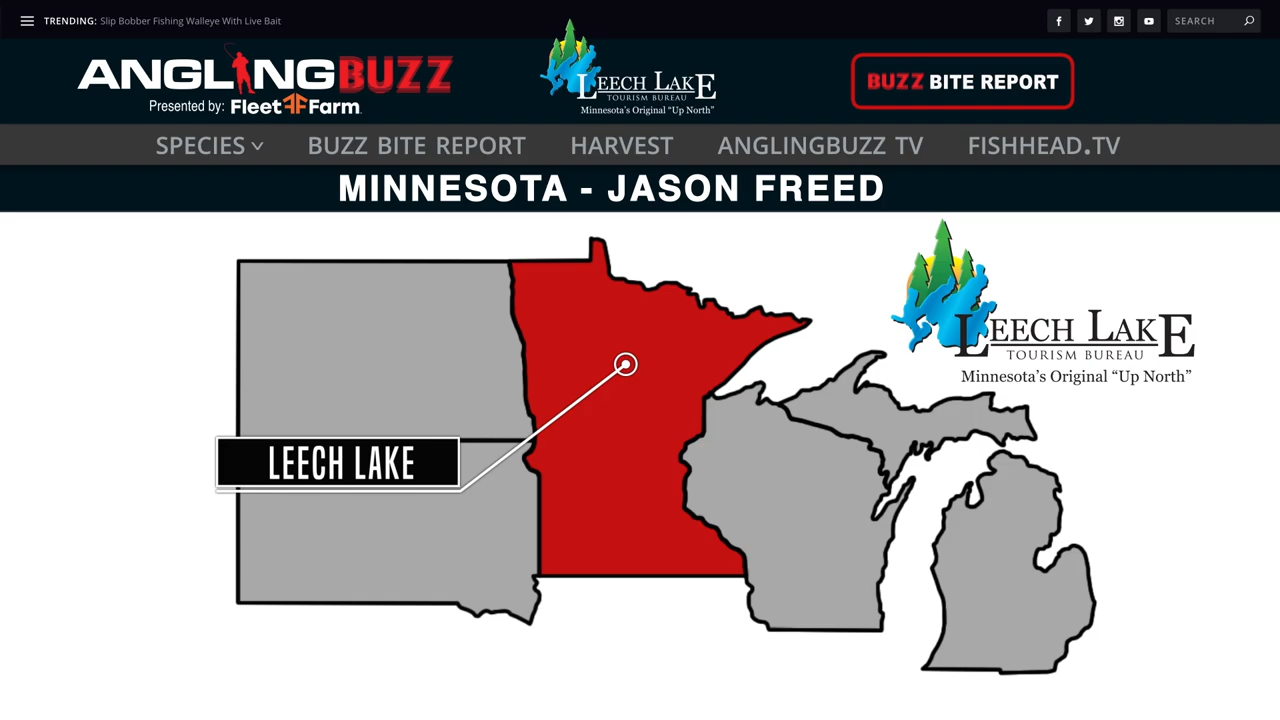 TRENDING: Slip Bobber Fishing Walleye With Live Bait
SEARCH
ANGLINGBUZZ
Presented by: Fleet Farm
LEECH LAKE
TOURISM BUREAU
Minnesota's Original “Up North”
BUZZ BITE REPORT
SPECIES BUZZ BITE REPORT HARVEST ANGLINGBUZZ TV FISHHEAD.TV
MINNESOTA - JASON FREED
LEECH LAKE
TOURISM BUREAU
Minnesota's Original “Up North”
LEECH LAKE